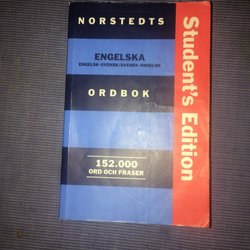 NORSTEDTS
ENGELSKA
ENGELSK-SVENSK/SVENSK-ENGELSK
ORDBOK
152.000
ORD OCH FRASER
Student's Edition